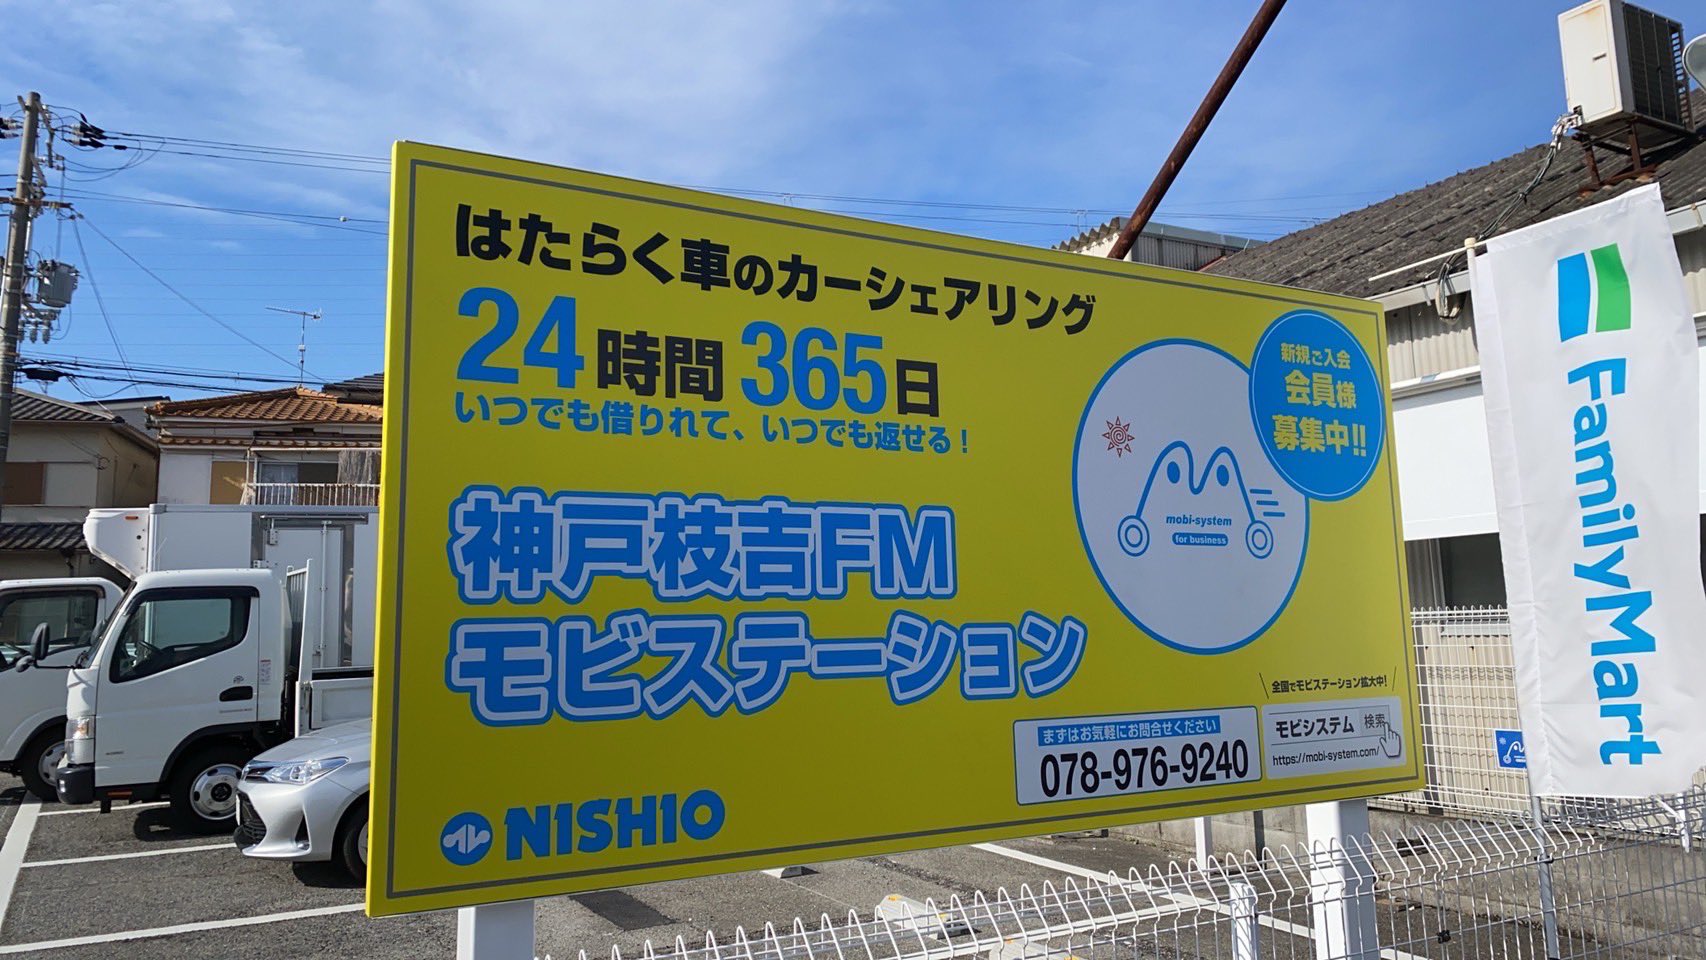 はたらく車のカーシェアリング
24時間 365日
いつでも借りれて、いつでも返せる！
神戸枝吉FM
モビステーション
NISHIO
新規ご入会
会員様
募集中!!
mobi-system
for business
まずはお気軽にお問合せください
078-976-9240
全国でモビステーション拡大中!
モビシステム 検索
https://mobi-system.com/
FamilyMart